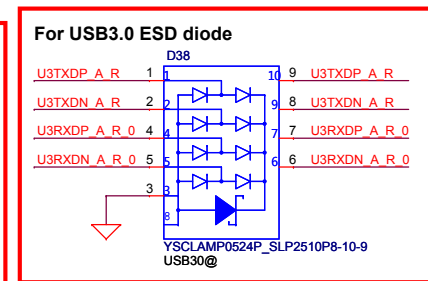 For USB3.0 ESD diode
D38
U3TXDP_A_R 1 1 10 9 U3TXDP_A_R
U3TXDN_A_R 2 2 9 8 U3TXDN_A_R
U3RXDP_A_R_0 4 4 7 7 U3RXDP_A_R_0
U3RXDN_A_R_0 5 5 6 6 U3RXDN_A_R_0
3 3
8
YSCLAMP0524P_SLP2510P8-10-9
USB30@